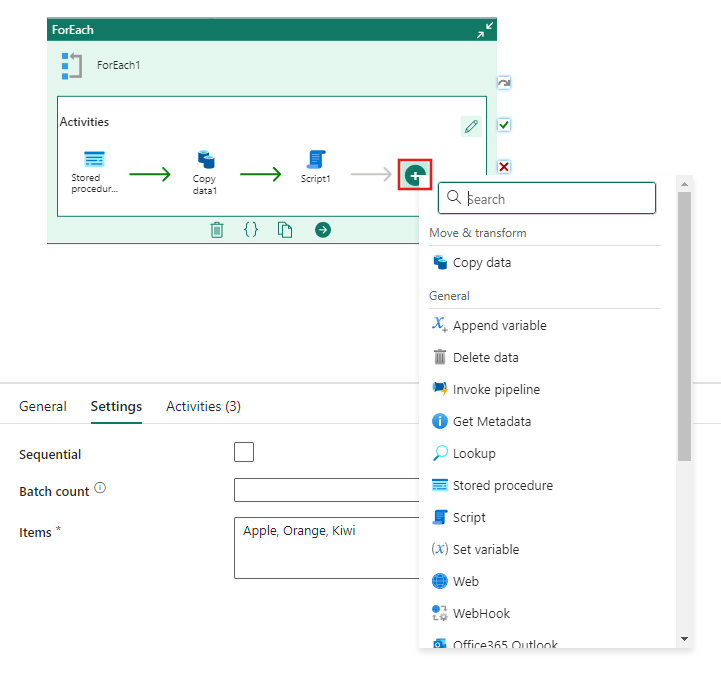 ForEach
ForEach1
Activities
Stored
procedur...
Copy
data1
Script1
Search
Move & transform
Copy data
General
Append variable
Delete data
Invoke pipeline
Get Metadata
Lookup
Stored procedure
Script
Set variable
Web
WebHook
Office365 Outlook
General Settings Activities (3)
Sequential
Batch count
Items * Apple, Orange, Kiwi